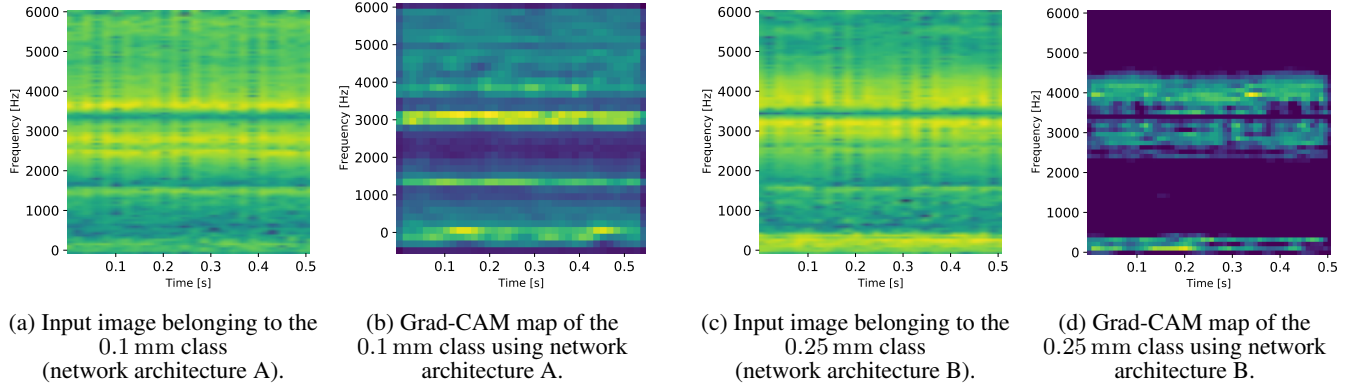 6000
5000
4000
3000
2000
1000
0
Frequency [Hz]
0.1 0.2 0.3 0.4 0.5
Time [s]
(a) Input image belonging to the
0.1 mm class
(network architecture A).
6000
5000
4000
3000
2000
1000
0
Frequency [Hz]
0.1 0.2 0.3 0.4 0.5
Time [s]
(b) Grad-CAM map of the
0.1 mm class using network
architecture A.
6000
5000
4000
3000
2000
1000
0
Frequency [Hz]
0.1 0.2 0.3 0.4 0.5
Time [s]
(c) Input image belonging to the
0.25 mm class
(network architecture B).
6000
5000
4000
3000
2000
1000
0
Frequency [Hz]
0.1 0.2 0.3 0.4 0.5
Time [s]
(d) Grad-CAM map of the
0.25 mm class using network
architecture B.